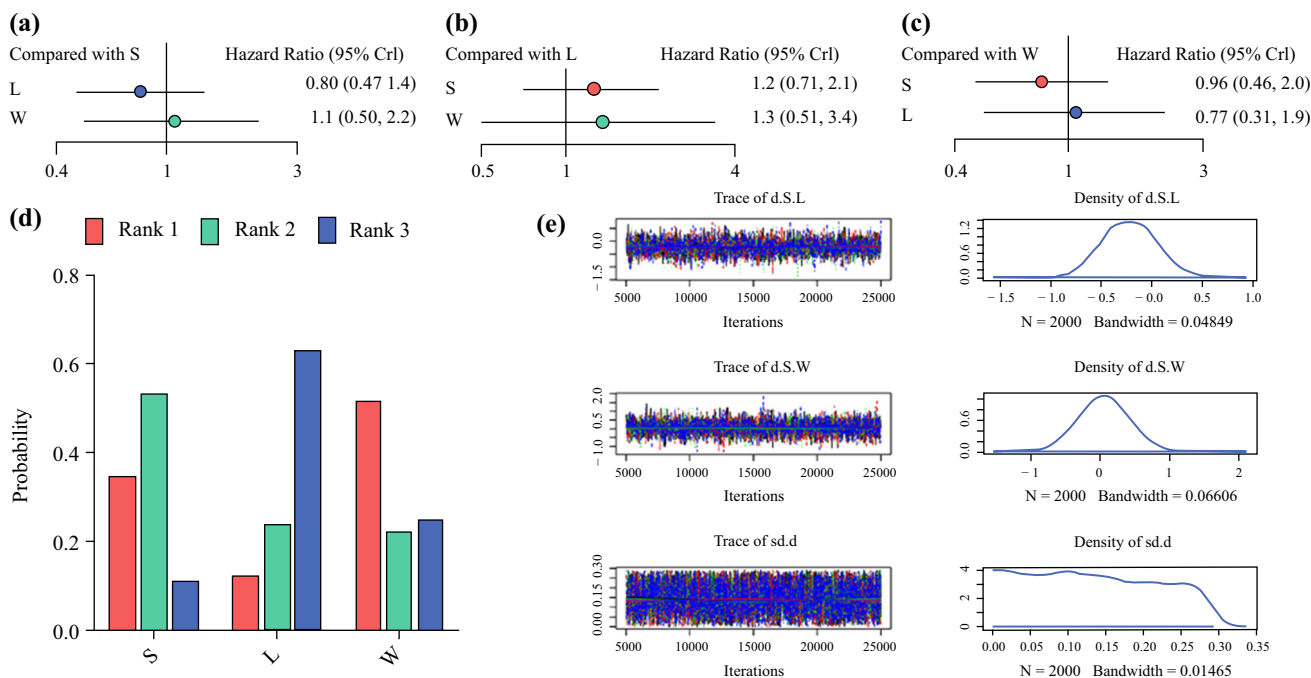 (a)
Compared with S Hazard Ratio (95% Crl)
L 0.80 (0.47 1.4)
W 1.1 (0.50, 2.2)
0.4 1 3
(b)
Compared with L Hazard Ratio (95% Crl)
S 1.2 (0.71, 2.1)
W 1.3 (0.51, 3.4)
0.5 1 4
(c)
Compared with W Hazard Ratio (95% Crl)
S 0.96 (0.46, 2.0)
L 0.77 (0.31, 1.9)
0.4 1 3
(d)
Rank 1 Rank 2 Rank 3
Probability
0.8
0.6
0.4
0.2
0.0
S L W
(e)
Trace of d.S.L
0.0
−1.5
5000 10000 15000 20000 25000
Iterations
Density of d.S.L
1.2
0.6
0.0
−1.5 −1.0 −0.5 −0.0 0.5 1.0
N = 2000 Bandwidth = 0.04849
Trace of d.S.W
2.0
0.5
−1.0
5000 10000 15000 20000 25000
Iterations
Density of d.S.W
0.6
0.0
−1 0 1 2
N = 2000 Bandwidth = 0.06606
Trace of sd.d
0.30
0.15
0.00
5000 10000 15000 20000 25000
Iterations
Density of sd.d
4
2
0
0.00 0.05 0.10 0.15 0.20 0.25 0.30 0.35
N = 2000 Bandwidth = 0.01465